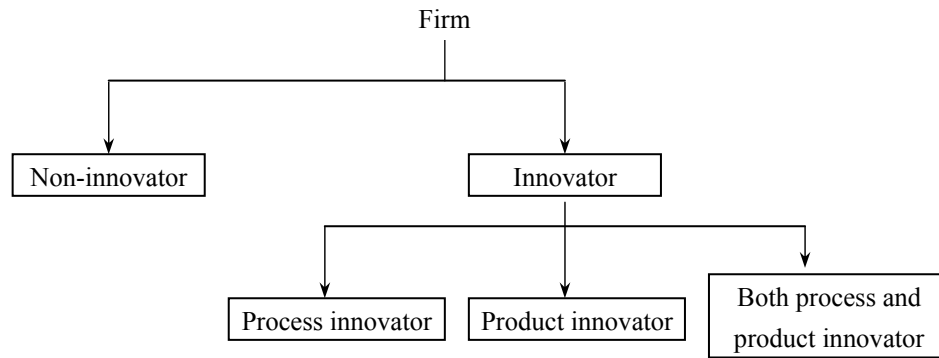 Firm
Non-innovator
Innovator
Process innovator
Product innovator
Both process and
product innovator